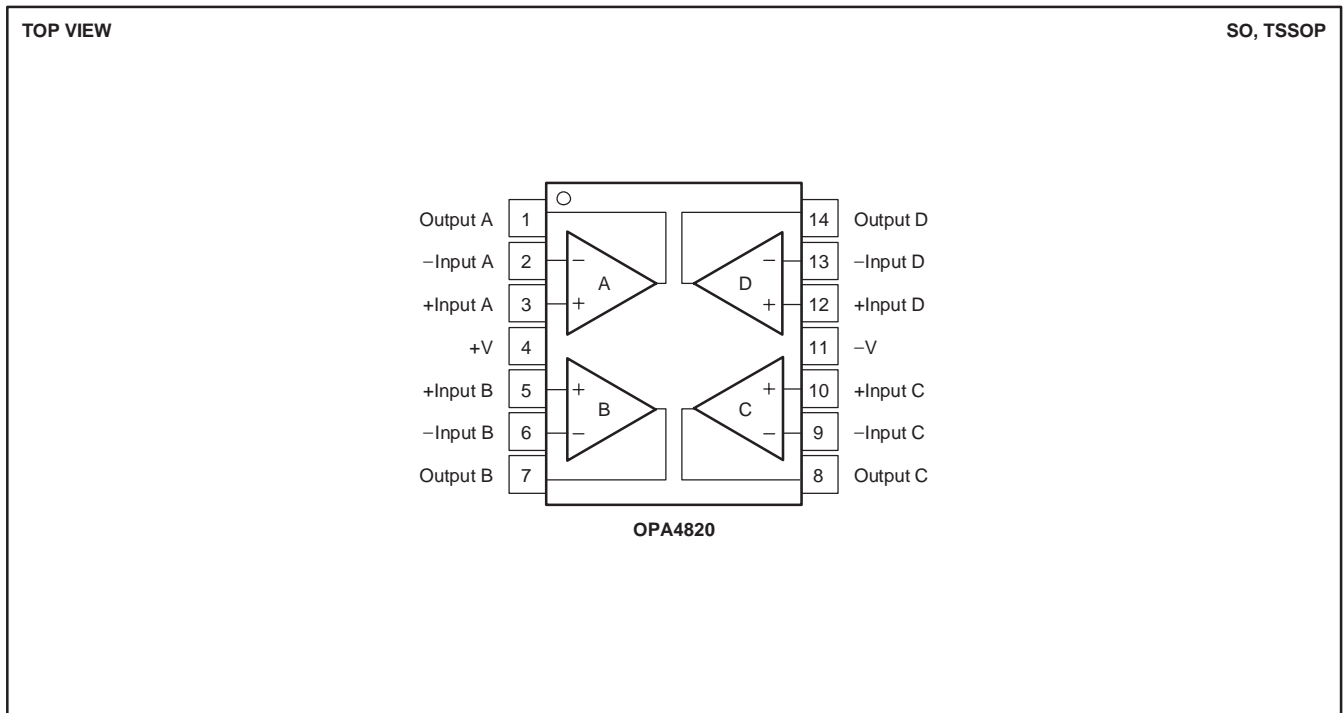 TOP VIEW
SO, TSSOP
Output A 1
−Input A 2
+Input A 3
+V 4
+Input B 5
−Input B 6
Output B 7
− A +
+ B −
− D +
+ C −
14 Output D
13 −Input D
12 +Input D
11 −V
10 +Input C
9 −Input C
8 Output C
OPA4820